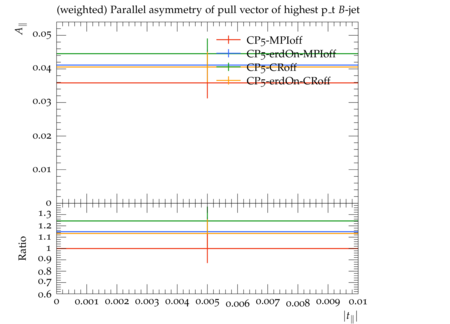 (weighted) Parallel asymmetry of pull vector of highest p_t B-jet
A∥
0.05
0.04
0.03
0.02
0.01
0
CP5-MPIoff
CP5-erdOn-MPIoff
CP5-CRoff
CP5-erdOn-CRoff
Ratio
1.3
1.2
1.1
1
0.9
0.8
0.7
0.6
0 0.001 0.002 0.003 0.004 0.005 0.006 0.007 0.008 0.009 0.01
|t∥|